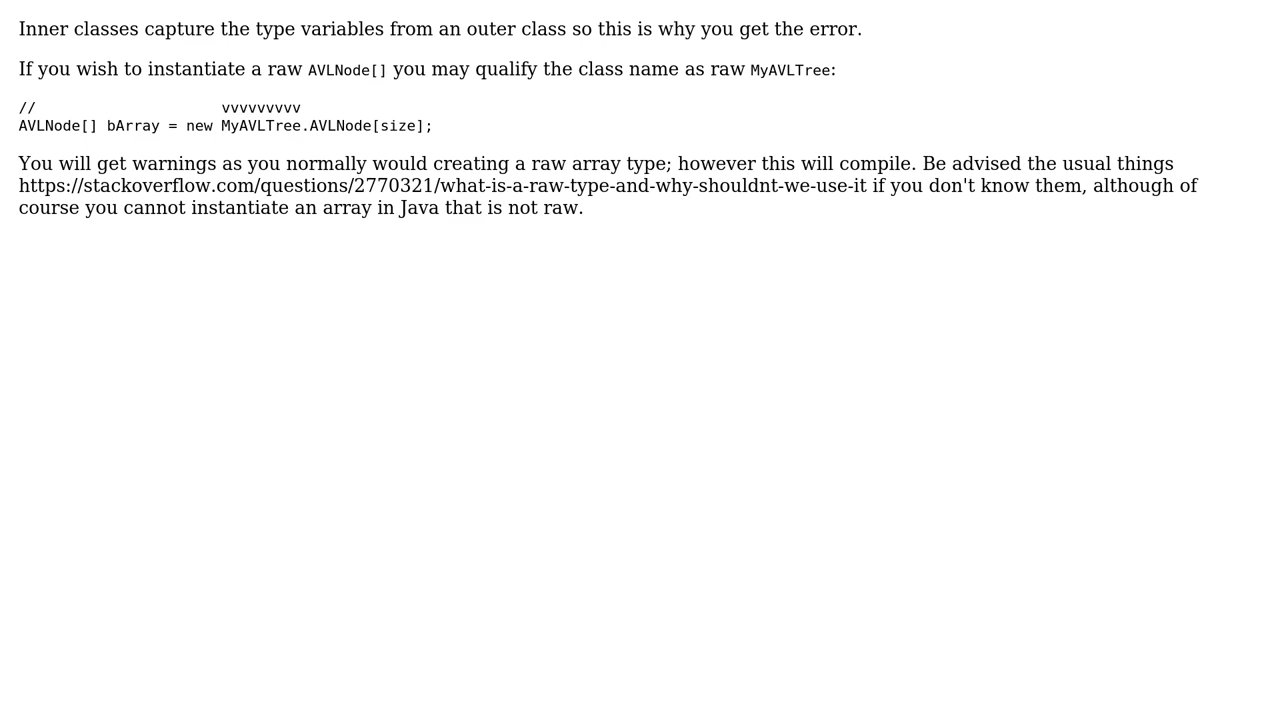 Inner classes capture the type variables from an outer class so this is why you get the error.
If you wish to instantiate a raw AVLNode[] you may qualify the class name as raw MyAVLTree:
//                     vvvvvvvvv
AVLNode[] bArray = new MyAVLTree.AVLNode[size];
You will get warnings as you normally would creating a raw array type; however this will compile. Be advised the usual things
https://stackoverflow.com/questions/2770321/what-is-a-raw-type-and-why-shouldnt-we-use-it if you don't know them, although of
course you cannot instantiate an array in Java that is not raw.